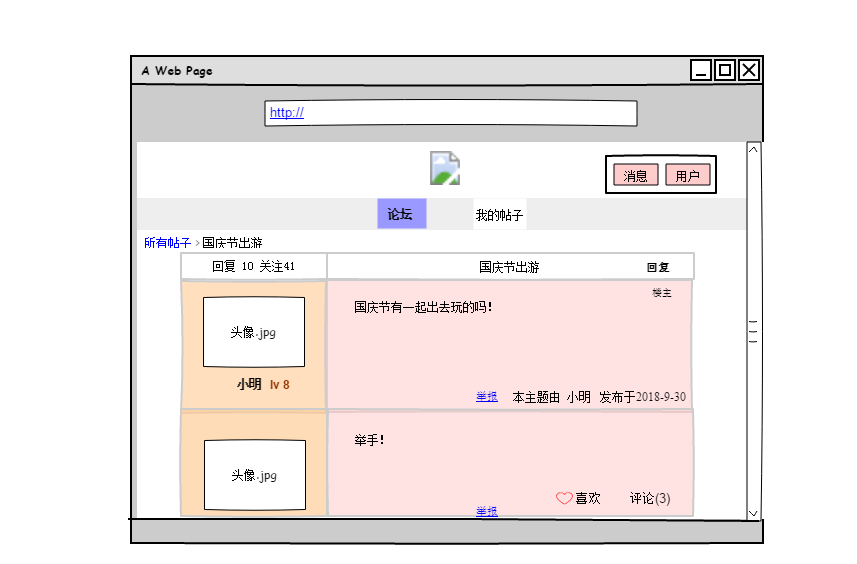 A Web Page
http://
消息 用户
论坛 我的帖子
所有帖子 > 国庆节出游
回复 10 关注41 国庆节出游 回复
楼主
国庆节有一起出去玩的吗!
头像.jpg
小明 lv 8
举报 本主题由 小明 发布于2018-9-30
举手!
头像.jpg
喜欢 评论(3)
举报